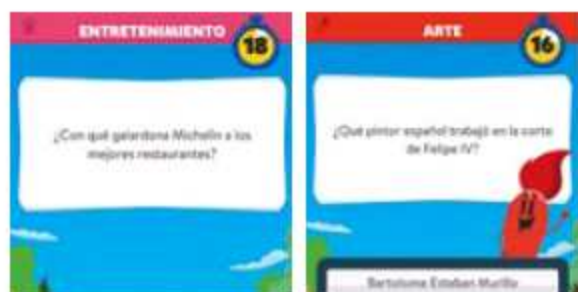 ENTRETENIMIENTO
18
¿Con qué galardona Michelin a los
mejores restaurantes?
ARTE
16
¿Qué pintor español trabajó en la corte
de Felipe IV?
Bartolome Esteban Murillo